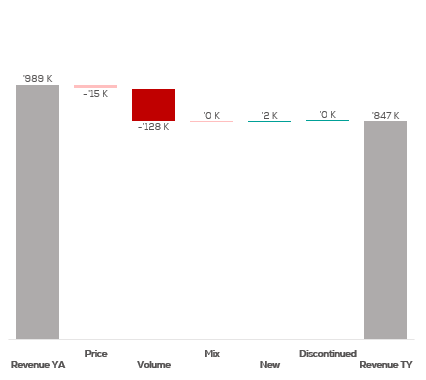 '989 K
-'15 K
-'128 K
'0 K
'2 K
'0 K
'847 K
Price
Mix
Discontinued
Revenue YA
Volume
New
Revenue TY